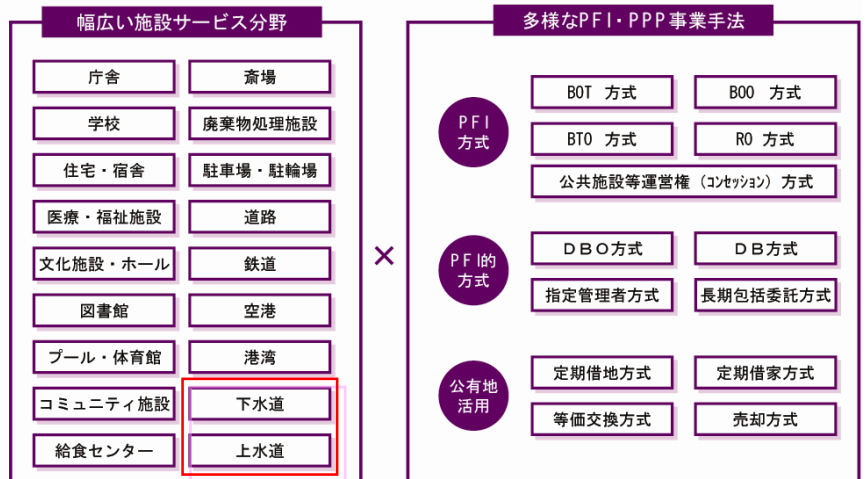 幅広い施設サービス分野
庁舎
斎場
学校
廃棄物処理施設
住宅・宿舎
駐車場・駐輪場
医療・福祉施設
道路
文化施設・ホール
鉄道
図書館
空港
プール・体育館
港湾
コミュニティ施設
下水道
給食センター
上水道
×
多様なPFI・PPP事業手法
PFI
方式
BOT 方式
BOO 方式
BTO 方式
RO 方式
公共施設等運営権（コンセッション）方式
PFI的
方式
DBO方式
DB方式
指定管理者方式
長期包括委託方式
公有地
活用
定期借地方式
定期借家方式
等価交換方式
売却方式